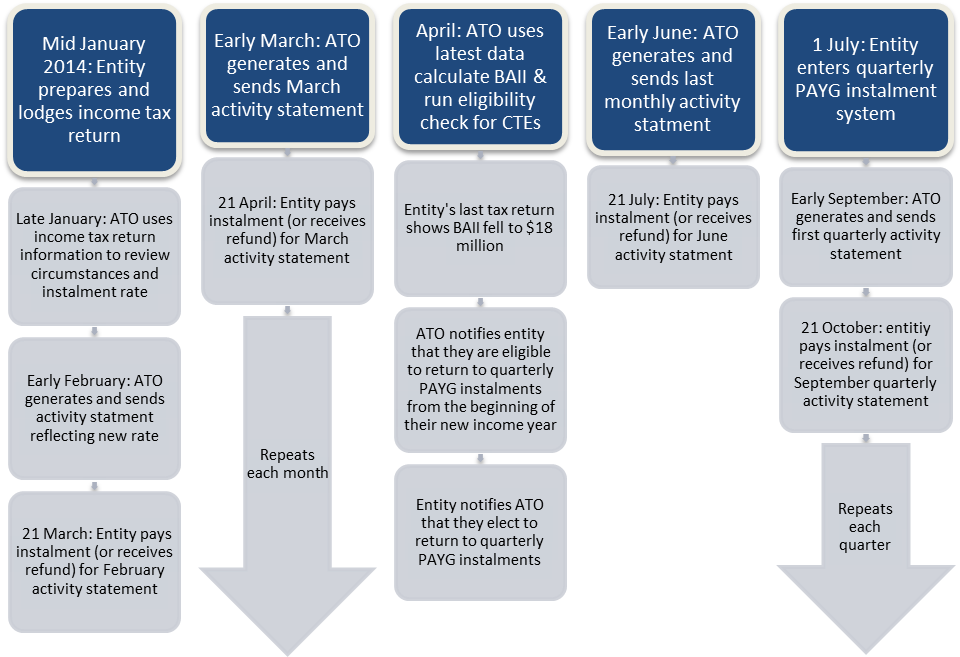 Mid January
2014: Entity
prepares and
lodges income tax
return
Late January: ATO uses
income tax return
information to review
circumstances and
instalment rate
Early February: ATO
generates and sends
activity statment
reflecting new rate
21 March: Entity pays
instalment (or receives
refund) for February
activity statement
Early March: ATO
generates and
sends March
activity statement
21 April: Entity pays
instalment (or receives
refund) for March
activity statement
Repeats
each month
April: ATO uses
latest data
calculate BAII &
run eligibility
check for CTEs
Entity's last tax return
shows BAII fell to $18
million
ATO notifies entity
that they are eligible
to return to quarterly
PAYG instalments
from the beginning of
their new income year
Entity notifies ATO
that they elect to
return to quarterly
PAYG instalments
Early June: ATO
generates and
sends last
monthly activity
statment
21 July: Entity pays
instalment (or receives
refund) for June
activity statment
1 July: Entity
enters quarterly
PAYG instalment
system
Early September: ATO
generates and sends
first quarterly activity
statement
21 October: entitiy
pays instalment (or
receives refund) for
September quarterly
activity statement
Repeats
each
quarter